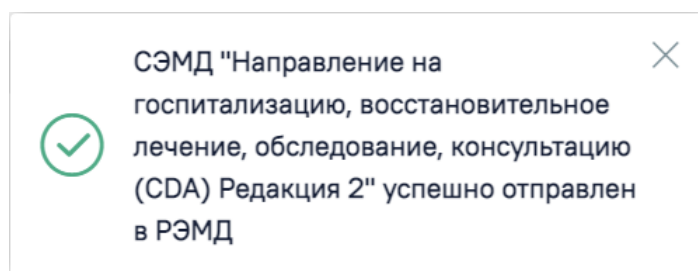 СЭМД "Направление на
госпитализацию, восстановительное
лечение, обследование, консультацию
(CDA) Редакция 2" успешно отправлен
в РЭМД